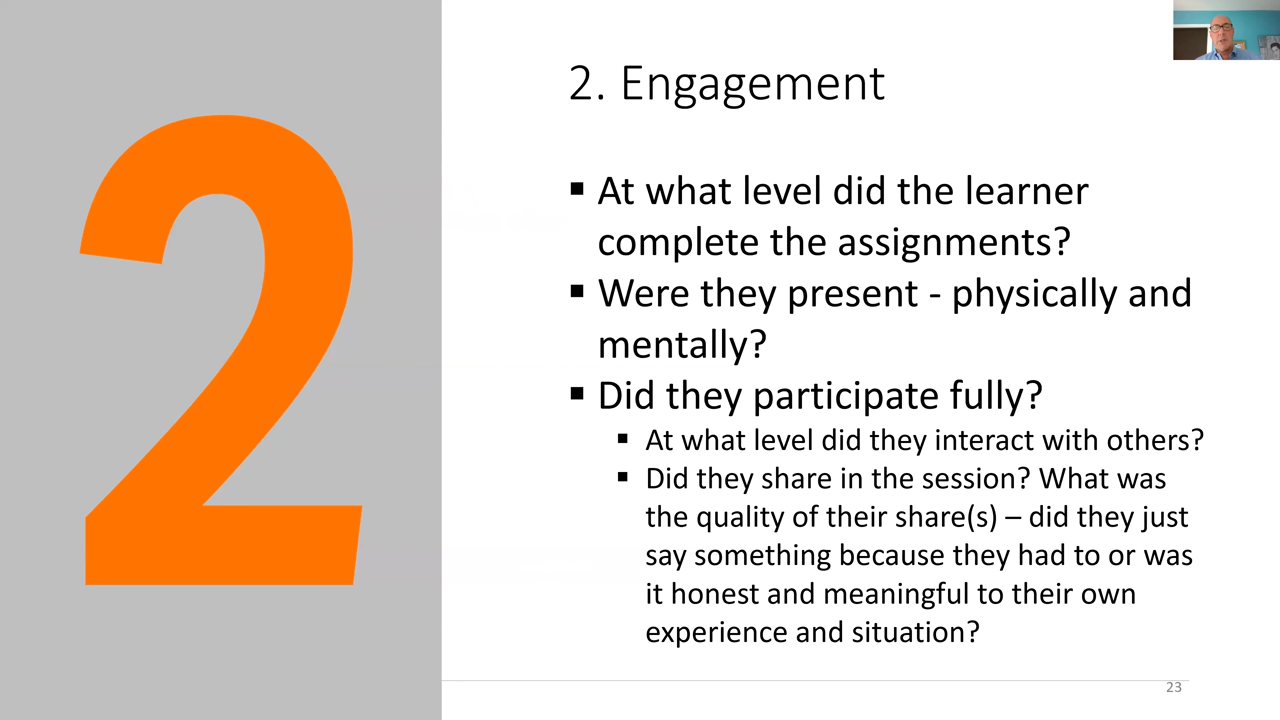 2
2. Engagement
▪ At what level did the learner
complete the assignments?
▪ Were they present - physically and
mentally?
▪ Did they participate fully?
▪ At what level did they interact with others?
▪ Did they share in the session? What was
the quality of their share(s) – did they just
say something because they had to or was
it honest and meaningful to their own
experience and situation?
23